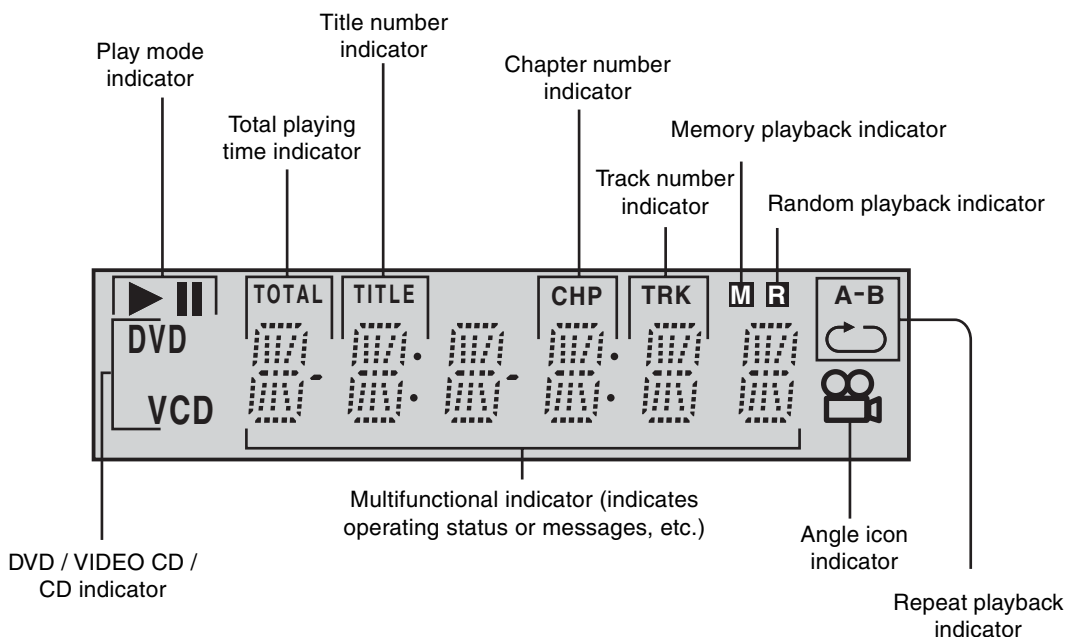 Title number
indicator
Play mode
indicator
Chapter number
indicator
Total playing
time indicator
Memory playback indicator
Track number
indicator
Random playback indicator
TOTAL TITLE CHP TRK M R A-B
DVD
VCD
Multifunctional indicator (indicates
operating status or messages, etc.)
Angle icon
indicator
DVD / VIDEO CD /
CD indicator
Repeat playback
indicator